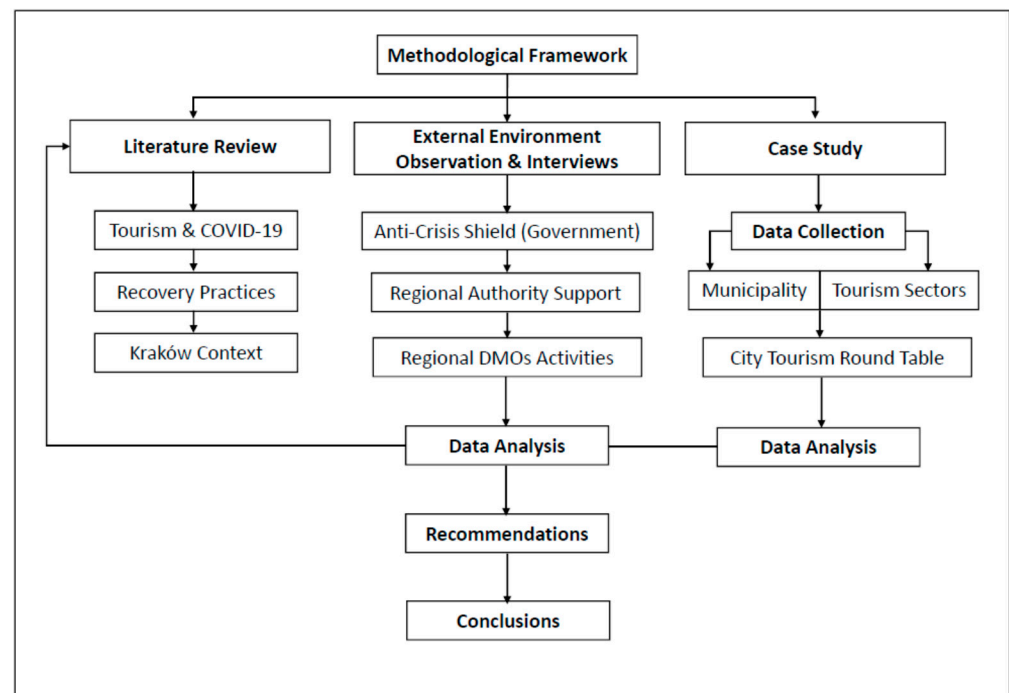 Methodological Framework
Literature Review
External Environment
Observation & Interviews
Case Study
Tourism & COVID-19
Anti-Crisis Shield (Government)
Data Collection
Recovery Practices
Regional Authority Support
Municipality
Tourism Sectors
Kraków Context
Regional DMOs Activities
City Tourism Round Table
Data Analysis
Data Analysis
Recommendations
Conclusions